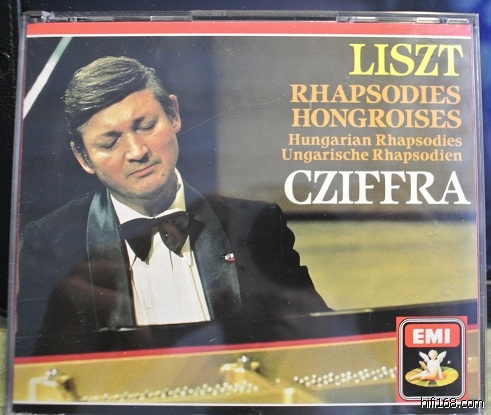 LISZT
RHAPSODIES
HONGROISES
Hungarian Rhapsodies
Ungarische Rhapsodien
CZIFFRA
EMI
hifi168.com